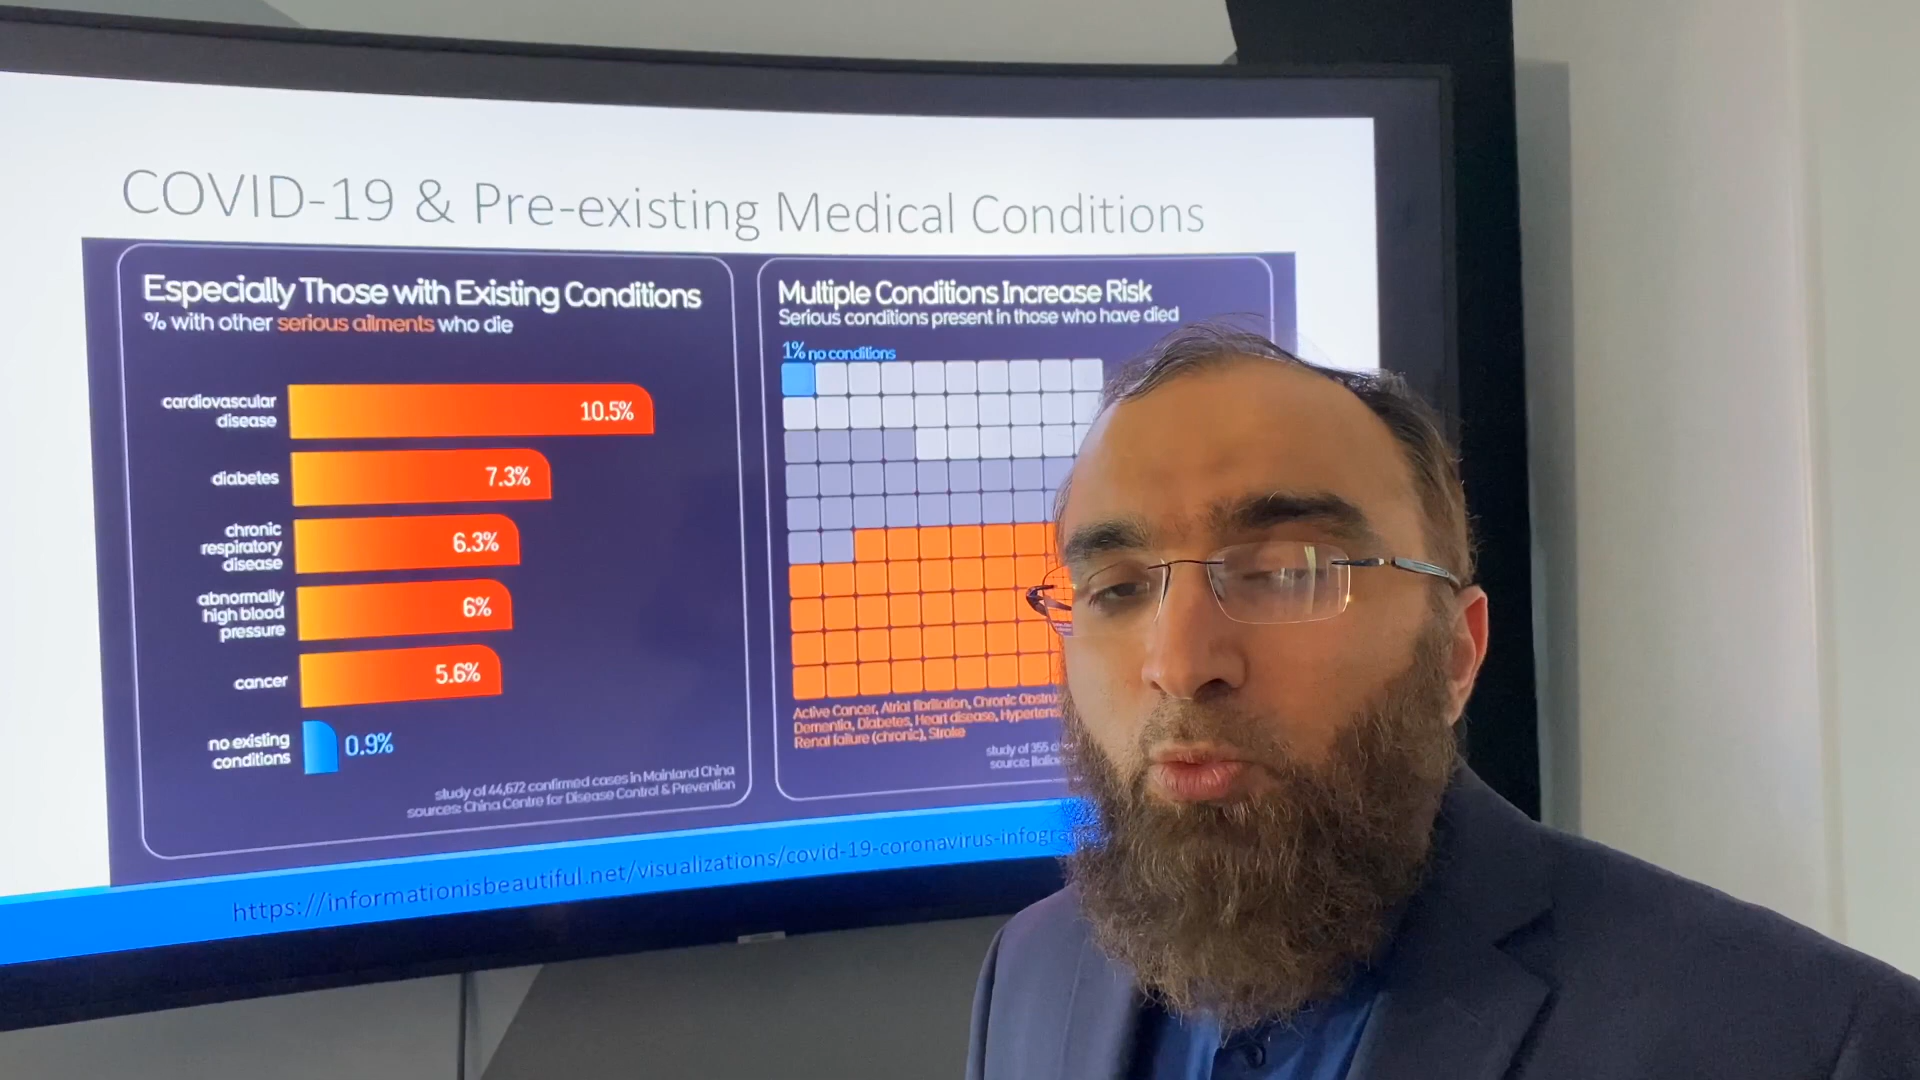 COVID-19 & Pre-existing Medical Conditions
Especially Those with Existing Conditions
% with other serious ailments who die
cardiovascular
disease
10.5%
diabetes
7.3%
chronic
respiratory
disease
6.3%
abnormally
high blood
pressure
6%
cancer
5.6%
no existing
conditions
0.9%
study of 44,672 confirmed cases in Mainland China
sources: China Centre for Disease Control & Prevention
Multiple Conditions Increase Risk
Serious conditions present in those who have died
1% no conditions
Active Cancer, Atrial fibrillation, Chronic
Dementia, Diabetes, Heart disease,
Renal failure (chronic), Stroke
study of 355
source:
https://informationisbeautiful.net/visualizations/covid-19-coronavirus-infogra